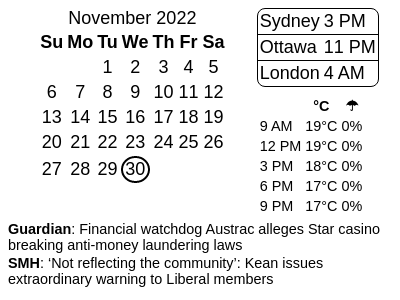 November 2022
Su Mo Tu We Th Fr Sa
1 2 3 4 5
6 7 8 9 10 11 12
13 14 15 16 17 18 19
20 21 22 23 24 25 26
27 28 29 30
Sydney 3 PM
Ottawa 11 PM
London 4 AM
°C ☂
9 AM 19°C 0%
12 PM 19°C 0%
3 PM 18°C 0%
6 PM 17°C 0%
9 PM 17°C 0%
Guardian: Financial watchdog Austrac alleges Star casino
breaking anti-money laundering laws
SMH: ‘Not reflecting the community’: Kean issues
extraordinary warning to Liberal members